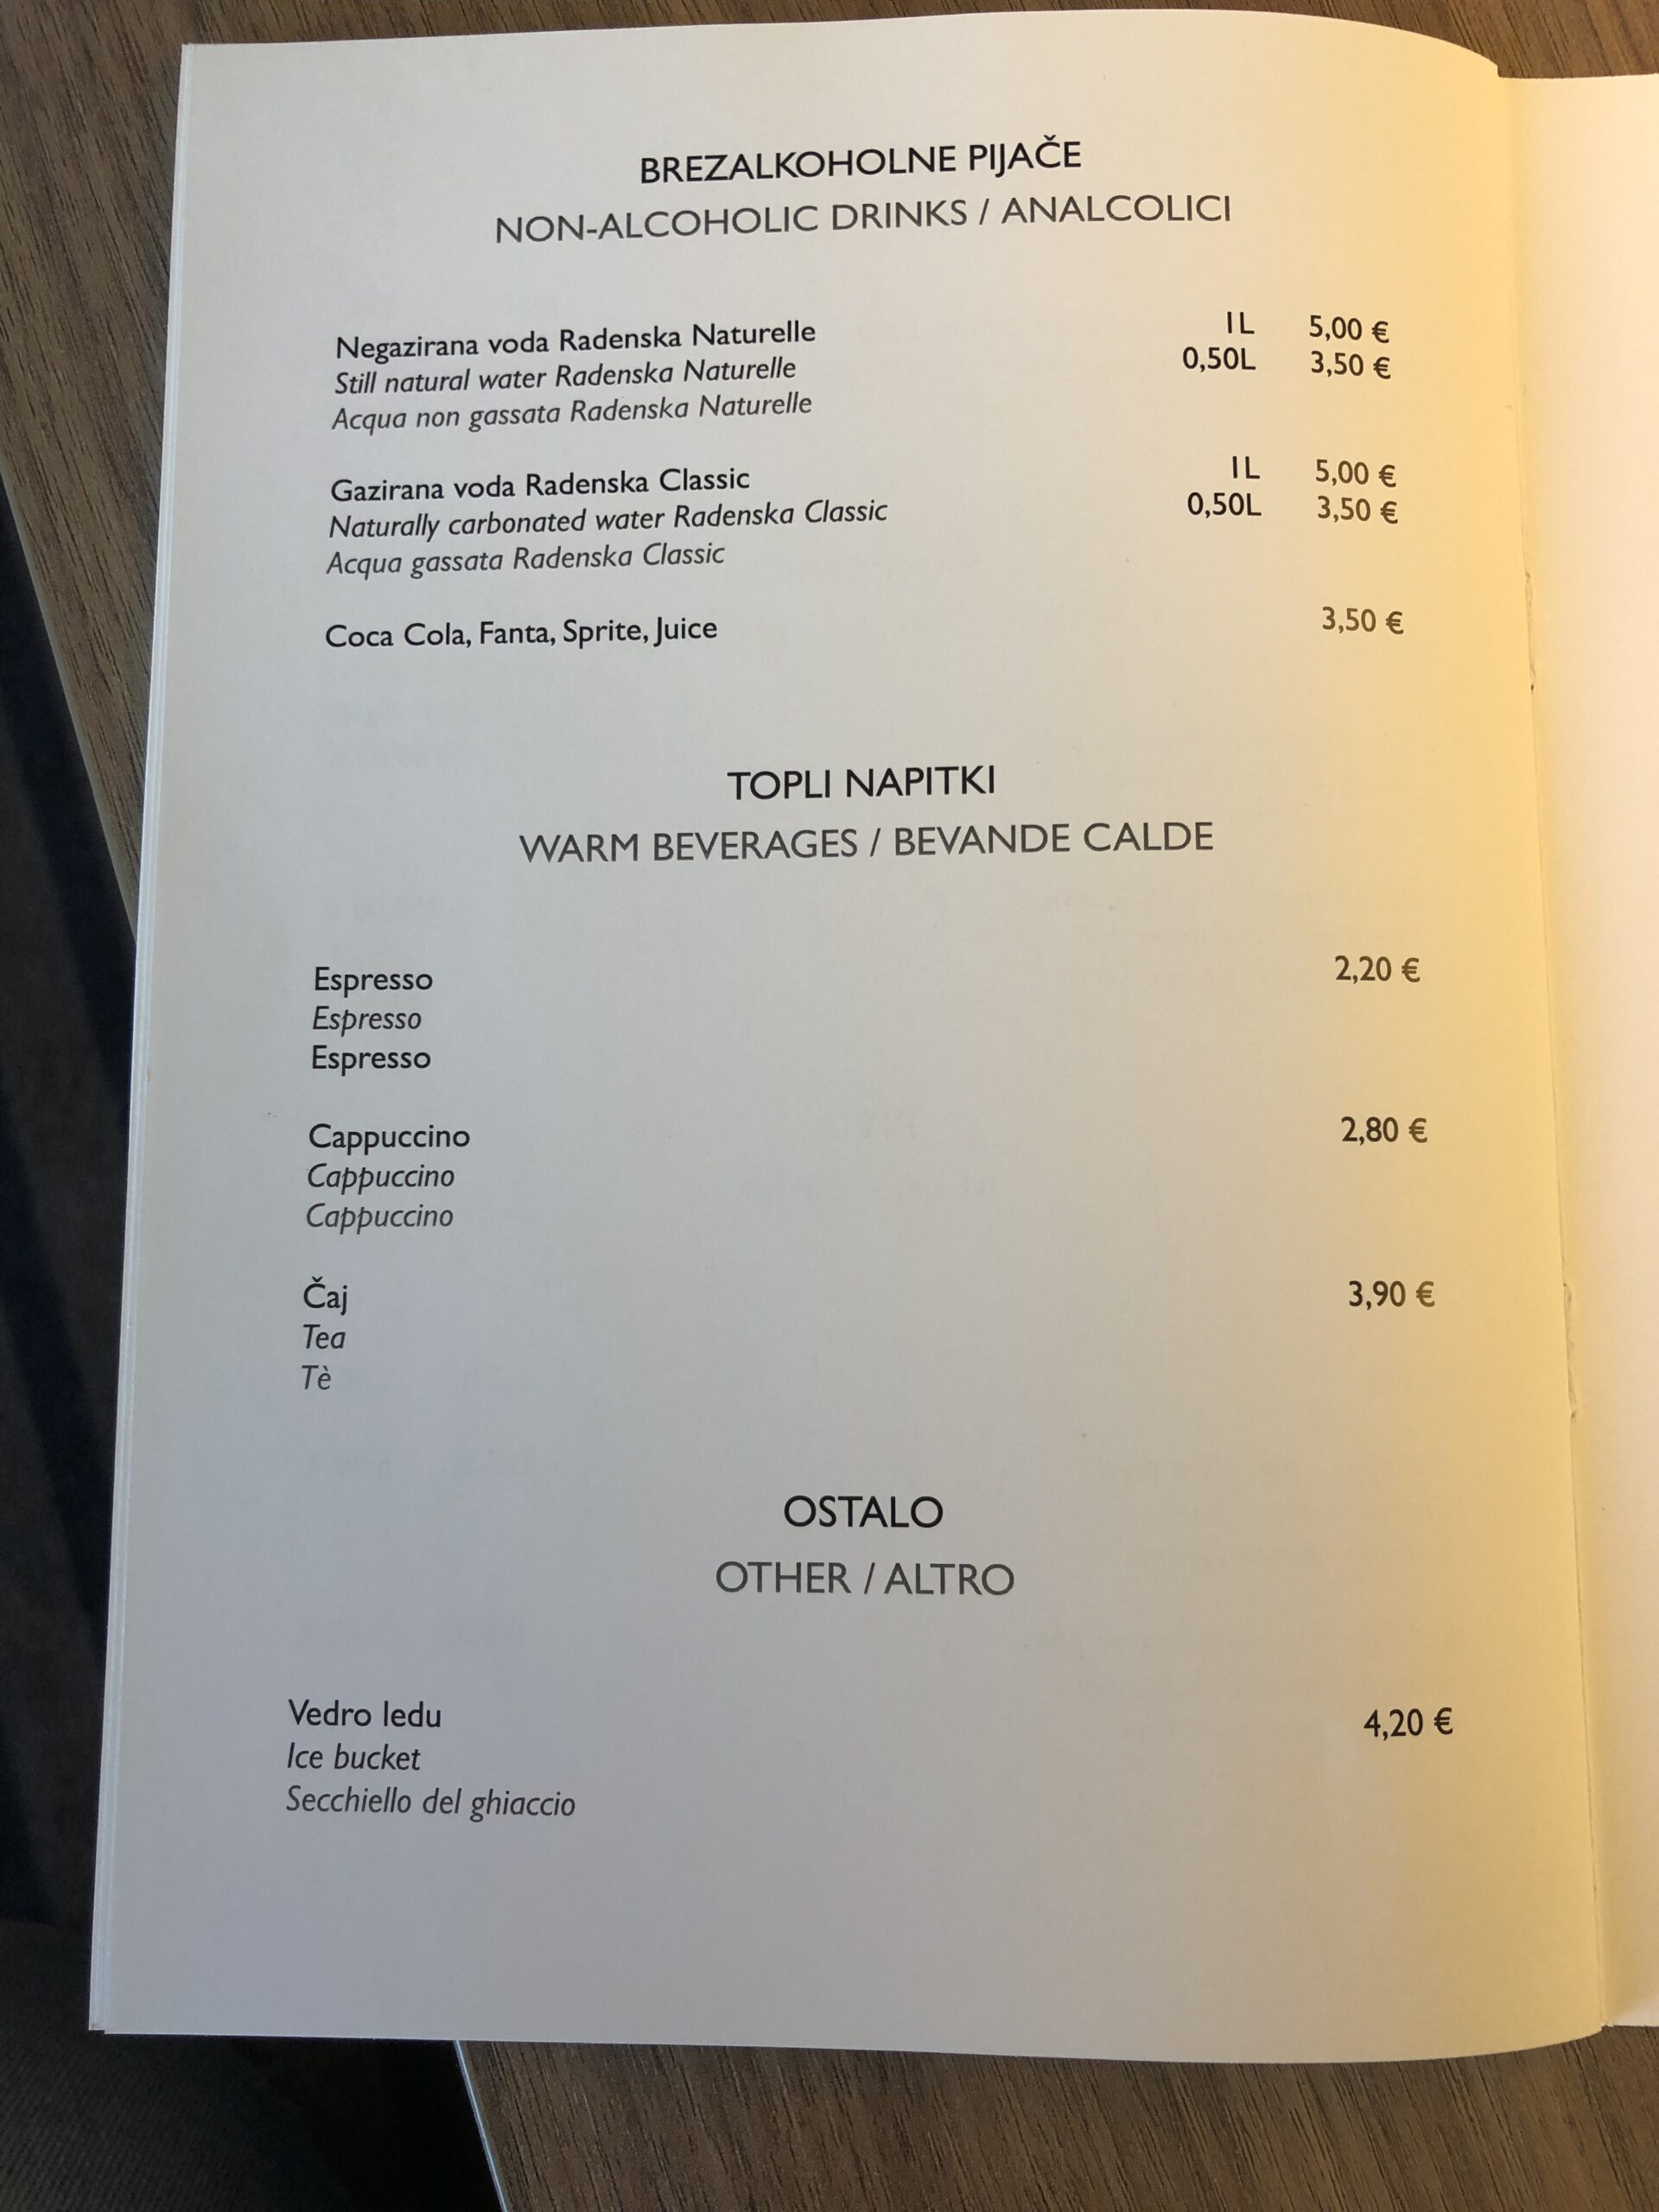 BREZALKOHOLNE PIJAČE
NON-ALCOHOLIC DRINKS / ANALCOLICI
Negazirana voda Radenska Naturelle 1L 5,00 €
Still natural water Radenska Naturelle 0,50L 3,50 €
Acqua non gassata Radenska Naturelle
Gazirana voda Radenska Classic 1L 5,00 €
Naturally carbonated water Radenska Classic 0,50L 3,50 €
Acqua gassata Radenska Classic
Coca Cola, Fanta, Sprite, Juice 3,50 €
TOPLI NAPITKI
WARM BEVERAGES / BEVANDE CALDE
Espresso 2,20 €
Espresso
Espresso
Cappuccino 2,80 €
Cappuccino
Cappuccino
Čaj 3,90 €
Tea
Tè
OSTALO
OTHER / ALTRO
Vedro ledu 4,20 €
Ice bucket
Secchiello del ghiaccio